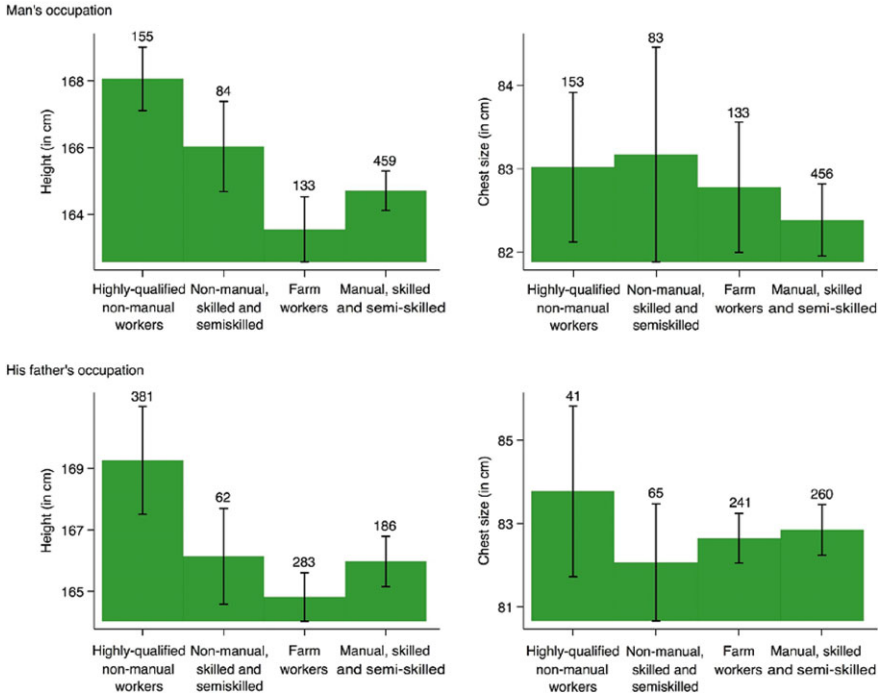 Man's occupation
155
84
133
459
168
166
164
Height (in cm)
Highly-qualified
non-manual
workers
Non-manual,
skilled and
semiskilled
Farm
workers
Manual, skilled
and semi-skilled
153
83
133
456
84
83
82
Chest size (in cm)
Highly-qualified
non-manual
workers
Non-manual,
skilled and
semiskilled
Farm
workers
Manual, skilled
and semi-skilled
His father's occupation
381
62
283
186
169
167
165
Height (in cm)
Highly-qualified
non-manual
workers
Non-manual,
skilled and
semiskilled
Farm
workers
Manual, skilled
and semi-skilled
41
65
241
260
85
83
81
Chest size (in cm)
Highly-qualified
non-manual
workers
Non-manual,
skilled and
semiskilled
Farm
workers
Manual, skilled
and semi-skilled